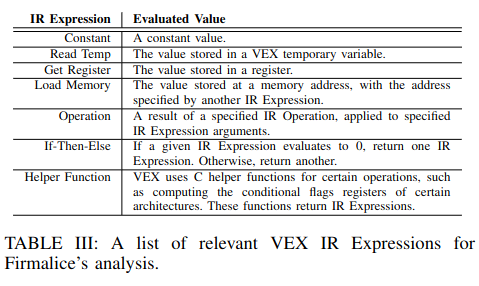 IR Expression Evaluated Value
Constant A constant value.
Read Temp The value stored in a VEX temporary variable.
Get Register The value stored in a register.
Load Memory The value stored at a memory address, with the address
specified by another IR Expression.
Operation A result of a specified IR Operation, applied to specified
IR Expression arguments.
If-Then-Else If a given IR Expression evaluates to 0, return one IR
Expression. Otherwise, return another.
Helper Function VEX uses C helper functions for certain operations, such
as computing the conditional flags registers of certain
architectures. These functions return IR Expressions.
TABLE III: A list of relevant VEX IR Expressions for
Firmalice's analysis.